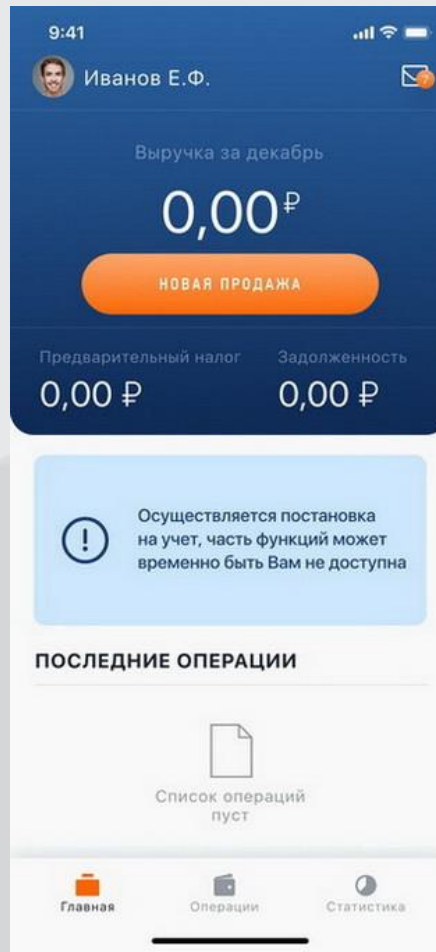 9:41
Иванов Е.Ф.
Выручка за декабрь
0,00 ₽
НОВАЯ ПРОДАЖА
Предварительный налог
Задолженность
0,00 ₽
0,00 ₽
Осуществляется постановка
на учет, часть функций может
временно быть Вам не доступна
ПОСЛЕДНИЕ ОПЕРАЦИИ
Список операций
пуст
Главная
Операции
Статистика